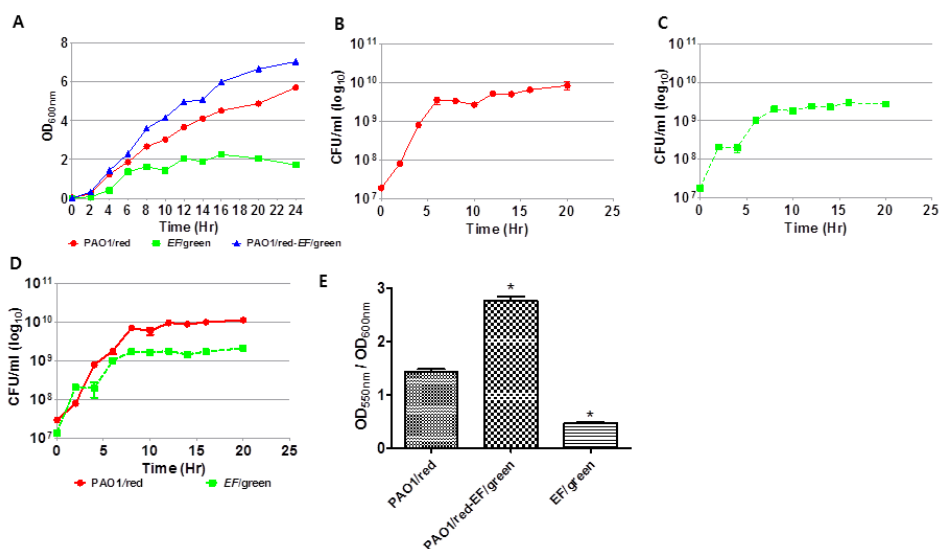 A
OD600nm
8
6
4
2
0
0 2 4 6 8 10 12 14 16 18 20 22 24
Time (Hr)
PAO1/red EF/green PAO1/red-EF/green
B
CFU/ml (log10)
10^11
10^10
10^9
10^8
10^7
0 5 10 15 20 25
Time (Hr)
C
CFU/ml (log10)
10^11
10^10
10^9
10^8
10^7
0 5 10 15 20 25
Time (Hr)
D
CFU/ml (log10)
10^11
10^10
10^9
10^8
10^7
0 5 10 15 20 25
Time (Hr)
PAO1/red EF/green
E
OD550nm / OD600nm
3
2
1
0
*
*
PAO1/red
PAO1/red-EF/green
EF/green